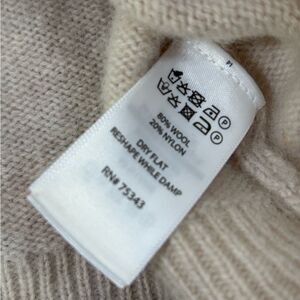 P
P
80% WOOL
20% NYLON
DRY FLAT
RESHAPE WHILE DAMP
RN# 75343